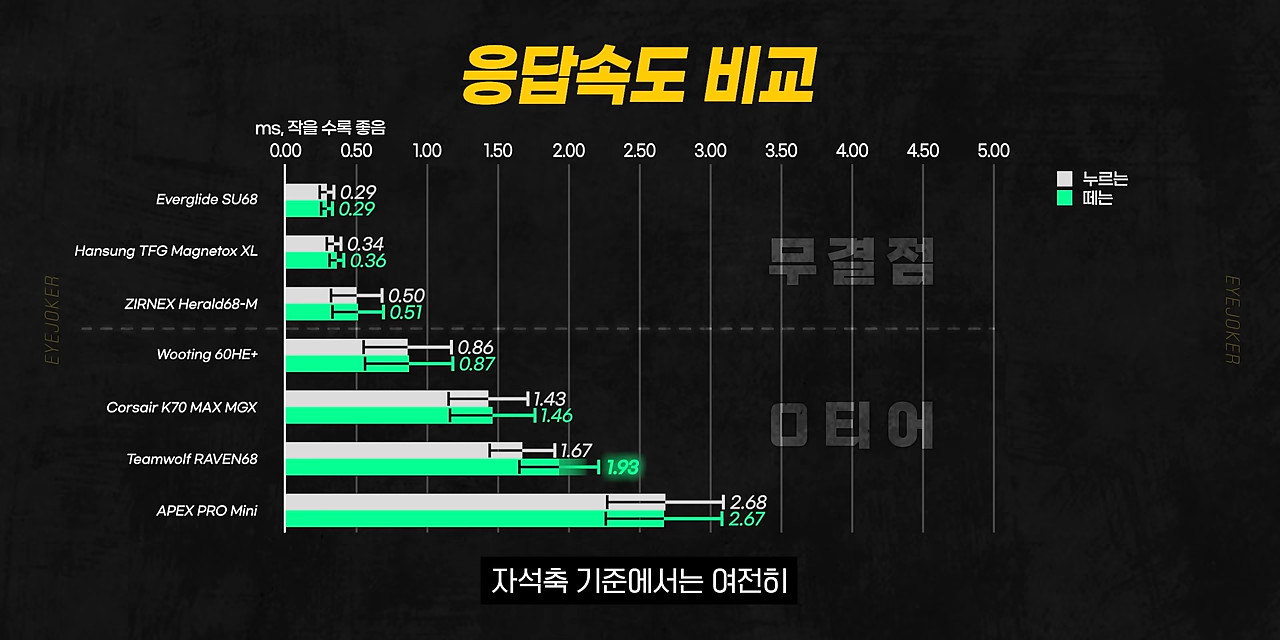 응답속도 비교
ms, 작을 수록 좋음
0.00 0.50 1.00 1.50 2.00 2.50 3.00 3.50 4.00 4.50 5.00
누르는
떼는
Everglide SU68 0.29
0.29
Hansung TFG Magnetox XL 0.34
0.36
무결점
ZIRNEX Herald68-M 0.50
0.51
EYEJOKER
EYEJOKER
Wooting 60HE+ 0.86
0.87
Corsair K70 MAX MGX 1.43
1.46
0티어
Teamwolf RAVEN68 1.67
1.93
APEX PRO Mini 2.68
2.67
자석축 기준에서는 여전히